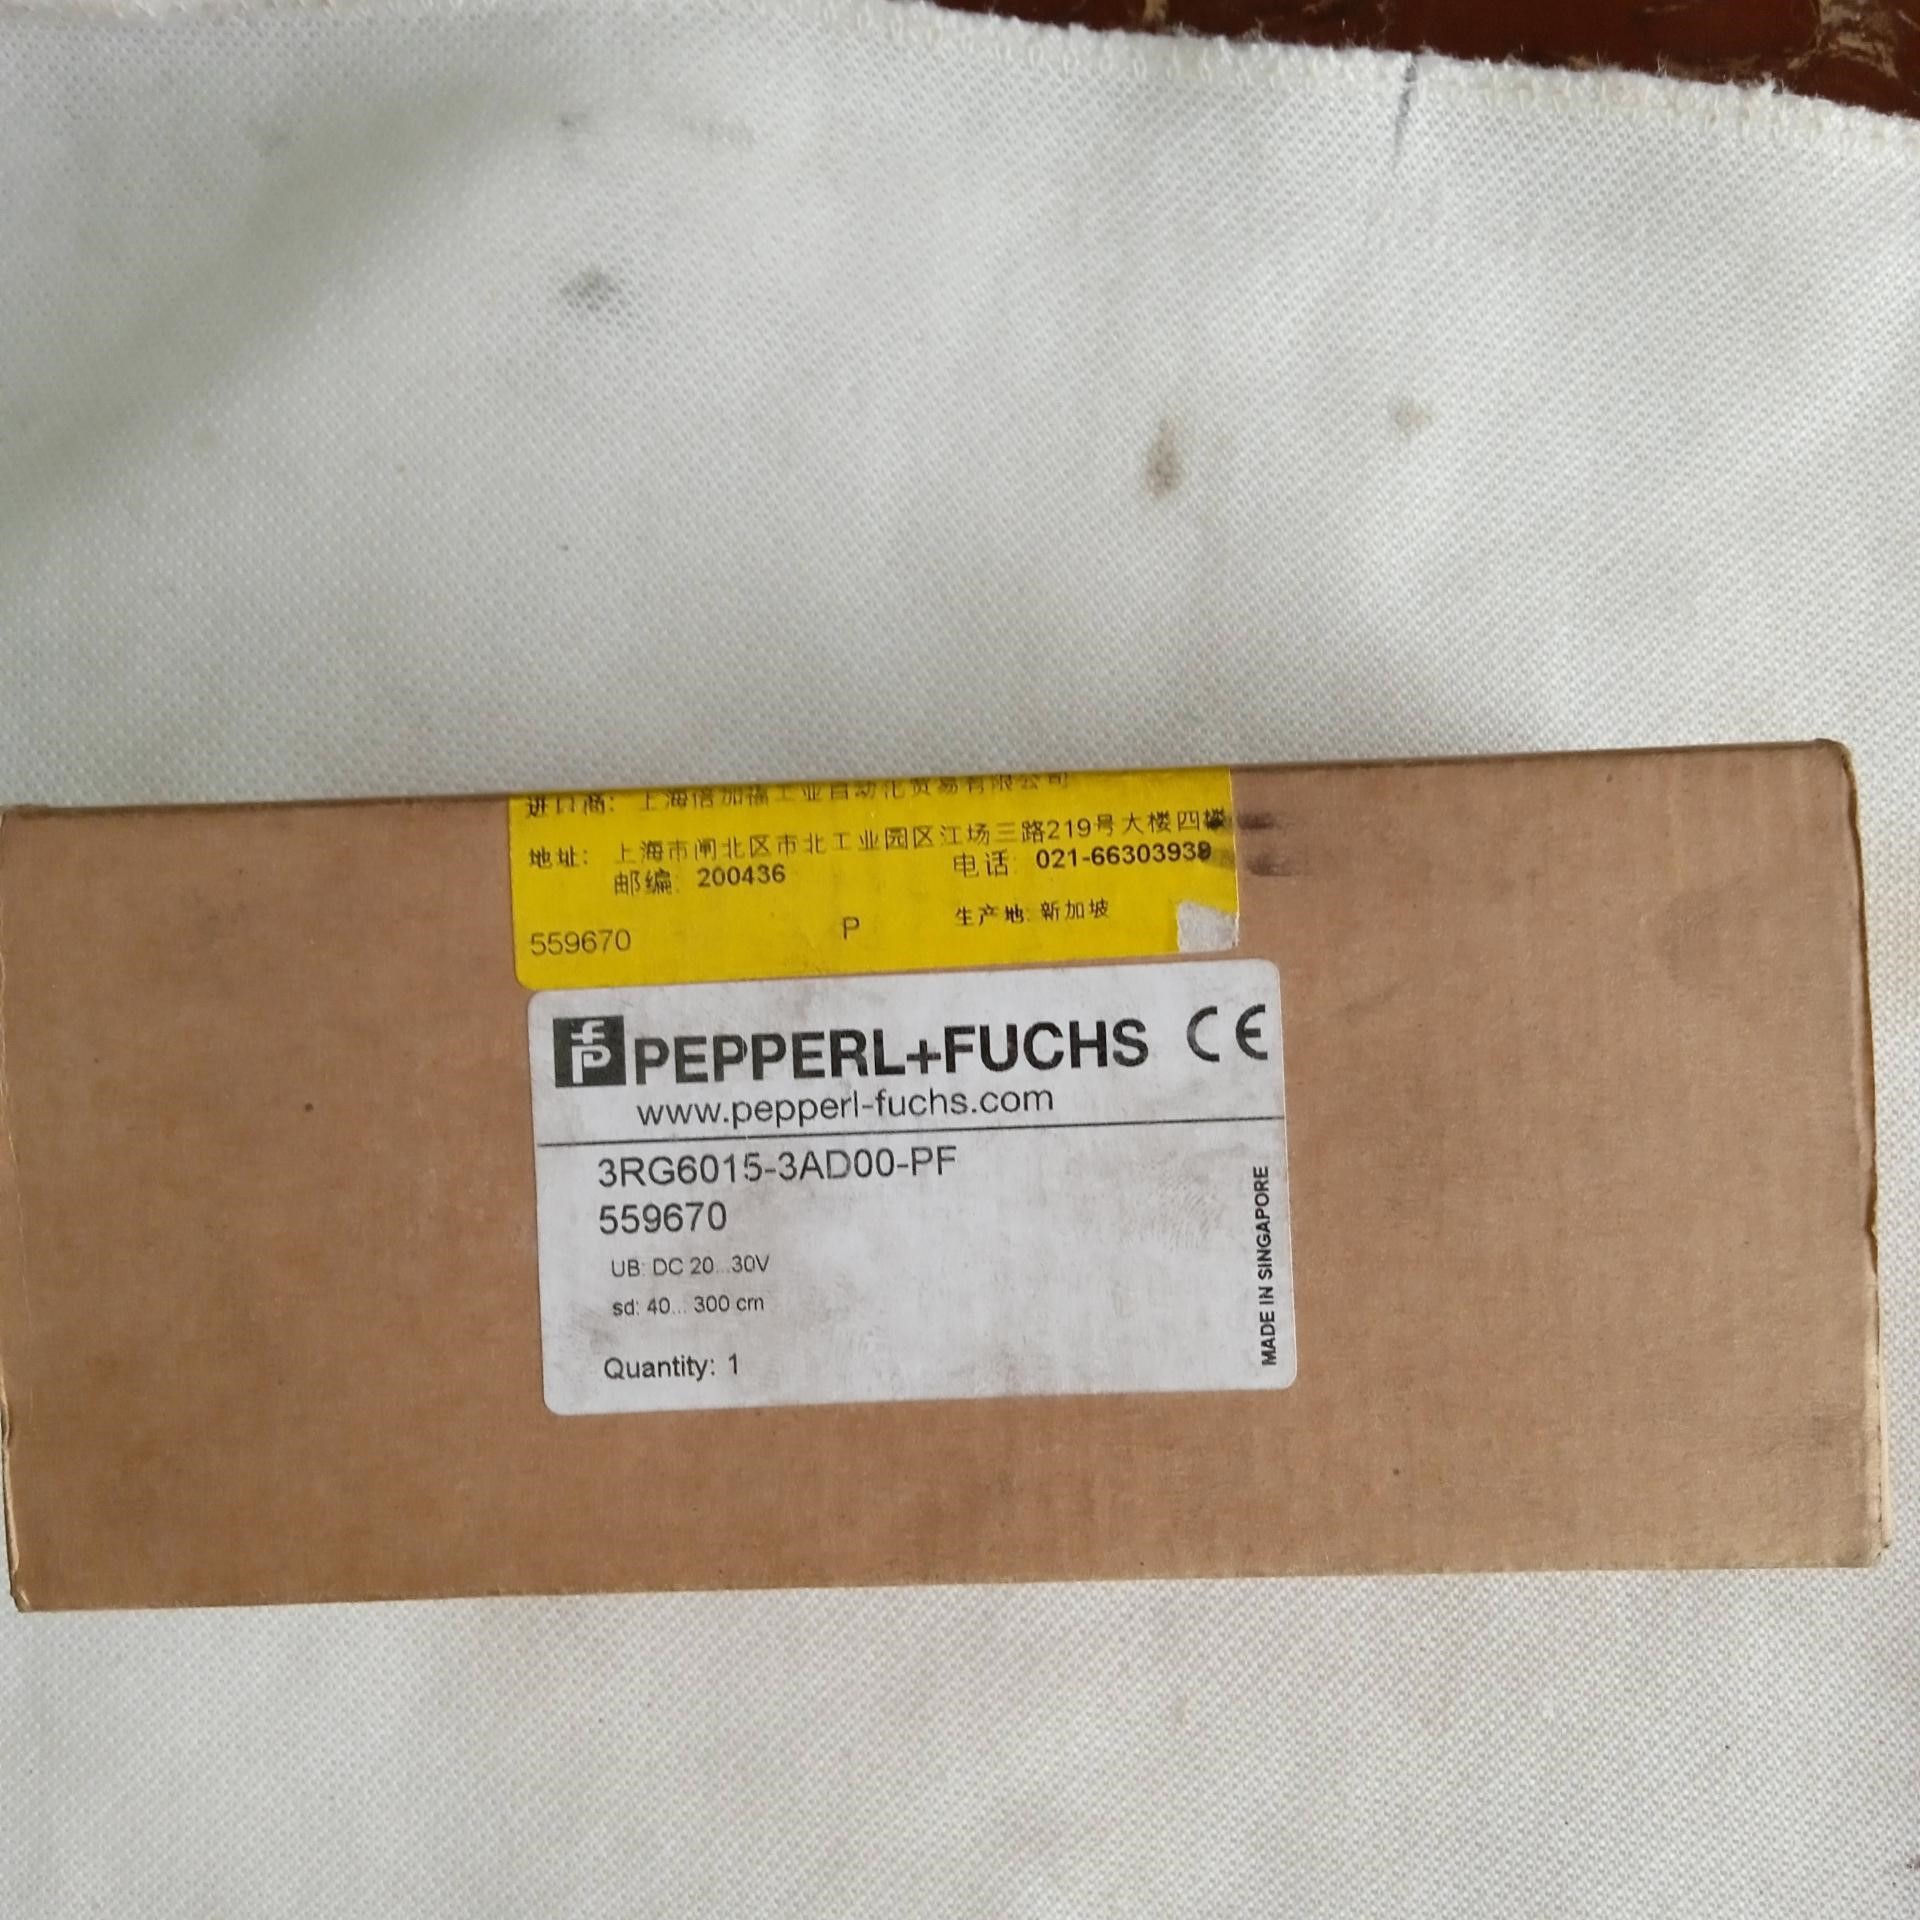 进口商: 上海倍加福工业自动化贸易有限公司
地址: 上海市闸北区市北工业园区江场三路219号大楼四楼
邮编: 200436 电话: 021-66303939
生产地: 新加坡
559670 P
fp PEPPERL+FUCHS CE
www.pepperl-fuchs.com
3RG6015-3AD00-PF
559670
UB: DC 20...30V
sd: 40... 300 cm
Quantity: 1
MADE IN SINGAPORE